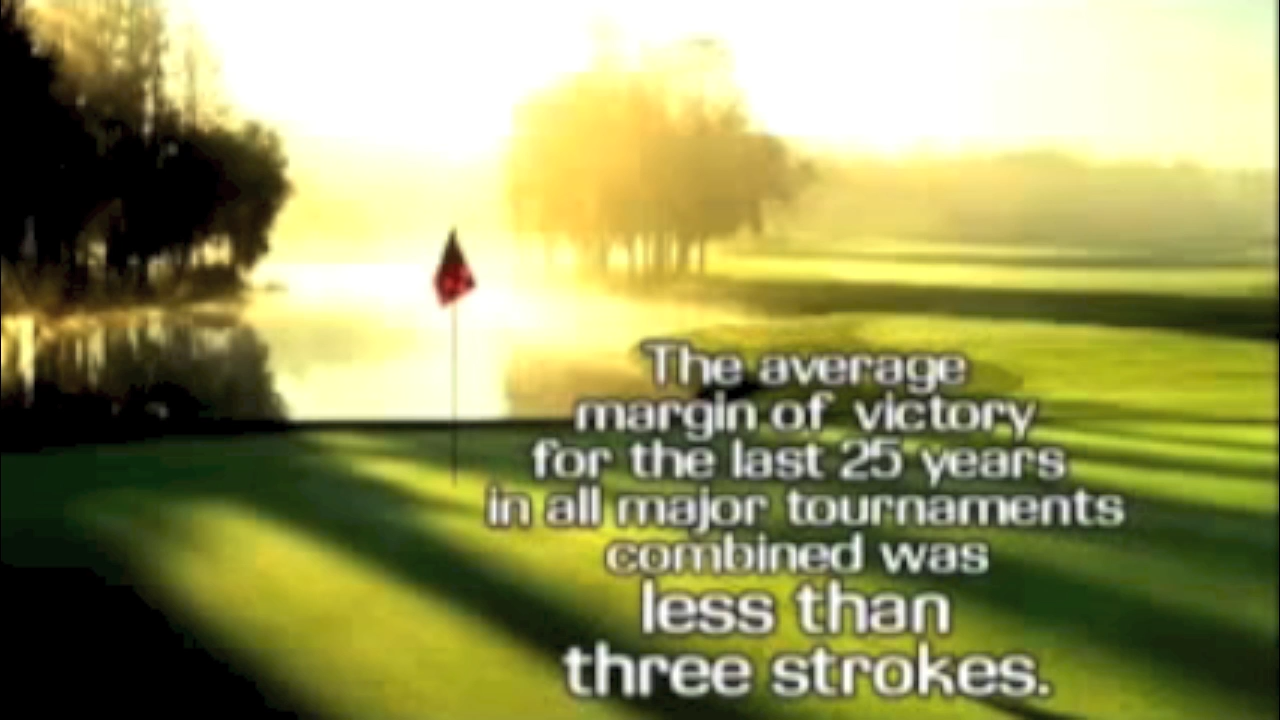 The average
margin of victory
for the last 25 years
in all major tournaments
combined was
less than
three strokes.